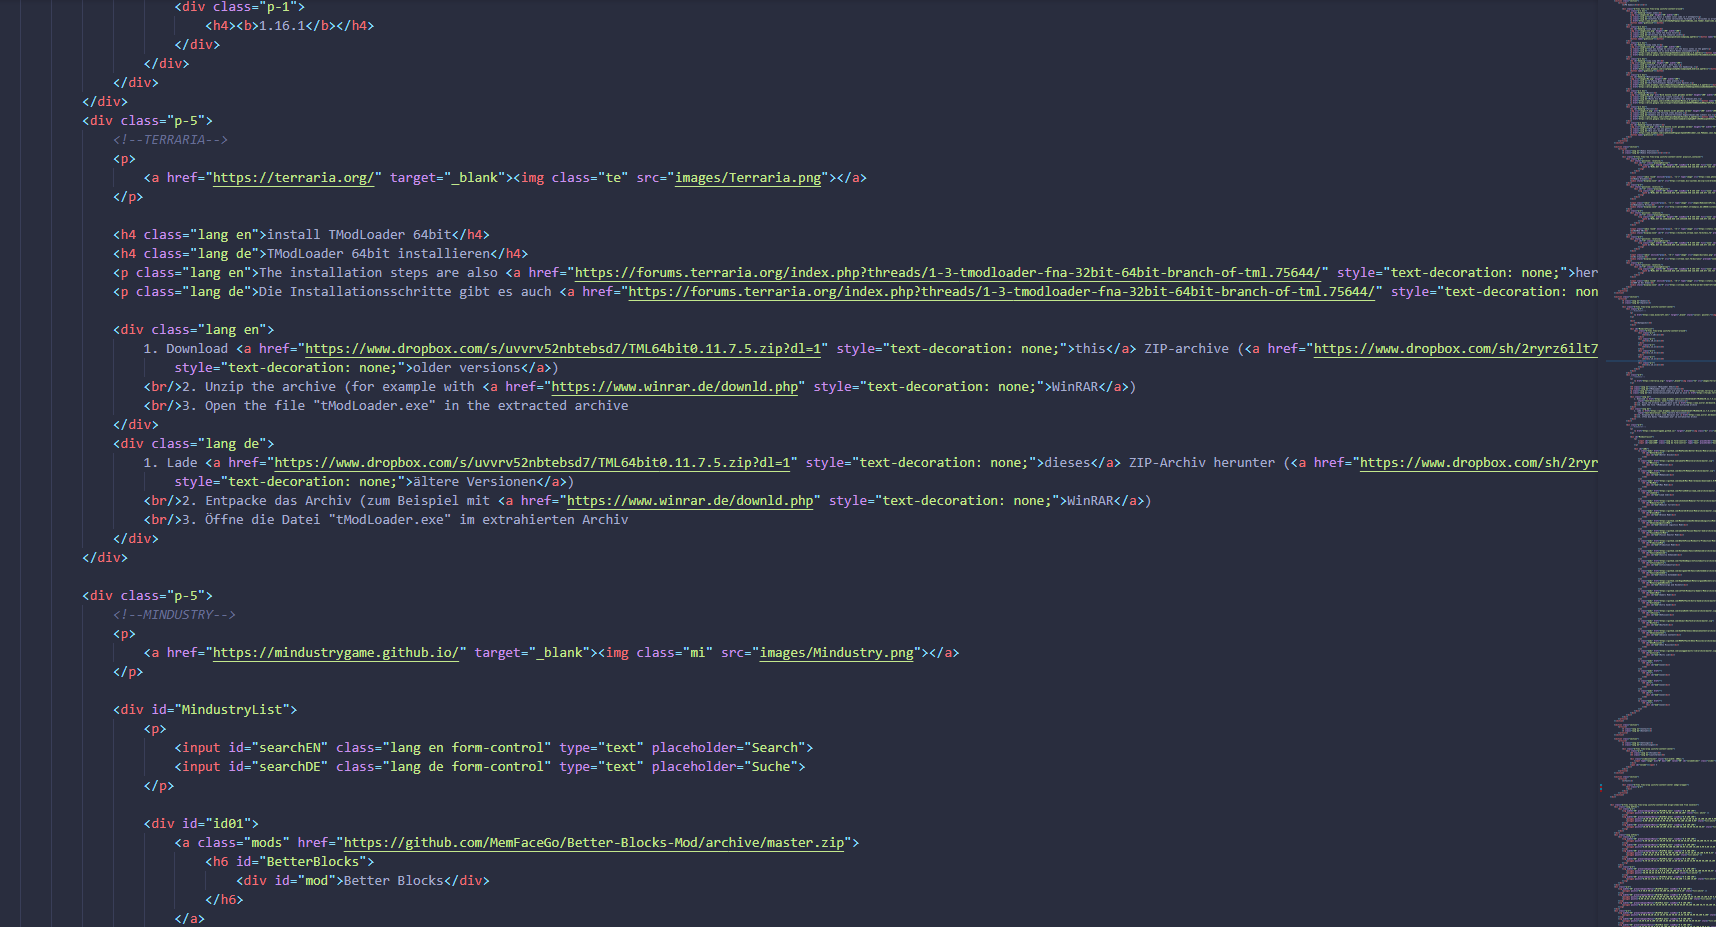 <div class="p-1">
<h4><b>1.16.1</b></h4>
</div>
</div>
</div>
</div>
<div class="p-5">
<!--TERRARIA-->
<p>
<a href="https://terraria.org/" target="_blank"><img class="te" src="images/Terraria.png"></a>
</p>
<h4 class="lang en">install TModLoader 64bit</h4>
<h4 class="lang de">TModLoader 64bit installieren</h4>
<p class="lang en">The installation steps are also <a href="https://forums.terraria.org/index.php?threads/1-3-tmodloader-fna-32bit-64bit-branch-of-tml.75644/" style="text-decoration: none;">her
<p class="lang de">Die Installationsschritte gibt es auch <a href="https://forums.terraria.org/index.php?threads/1-3-tmodloader-fna-32bit-64bit-branch-of-tml.75644/" style="text-decoration: non
<div class="lang en">
1. Download <a href="https://www.dropbox.com/s/uvvrv52nbtebsd7/TML64bit0.11.7.5.zip?dl=1" style="text-decoration: none;">this</a> ZIP-archive (<a href="https://www.dropbox.com/sh/2ryrz6ilt7
style="text-decoration: none;">older versions</a>)
<br/>2. Unzip the archive (for example with <a href="https://www.winrar.de/downld.php" style="text-decoration: none;">WinRAR</a>)
<br/>3. Open the file "tModLoader.exe" in the extracted archive
</div>
<div class="lang de">
1. Lade <a href="https://www.dropbox.com/s/uvvrv52nbtebsd7/TML64bit0.11.7.5.zip?dl=1" style="text-decoration: none;">dieses</a> ZIP-Archiv herunter (<a href="https://www.dropbox.com/sh/2ryr
style="text-decoration: none;">ältere Versionen</a>)
<br/>2. Entpacke das Archiv (zum Beispiel mit <a href="https://www.winrar.de/downld.php" style="text-decoration: none;">WinRAR</a>)
<br/>3. Öffne die Datei "tModLoader.exe" im extrahierten Archiv
</div>
</div>
<div class="p-5">
<!--MINDUSTRY-->
<p>
<a href="https://mindustrygame.github.io/" target="_blank"><img class="mi" src="images/Mindustry.png"></a>
</p>
<div id="MindustryList">
<p>
<input id="searchEN" class="lang en form-control" type="text" placeholder="Search">
<input id="searchDE" class="lang de form-control" type="text" placeholder="Suche">
</p>
<div id="id01">
<a class="mods" href="https://github.com/MemFaceGo/Better-Blocks-Mod/archive/master.zip">
<h6 id="BetterBlocks">
<div id="mod">Better Blocks</div>
</h6>
</a>